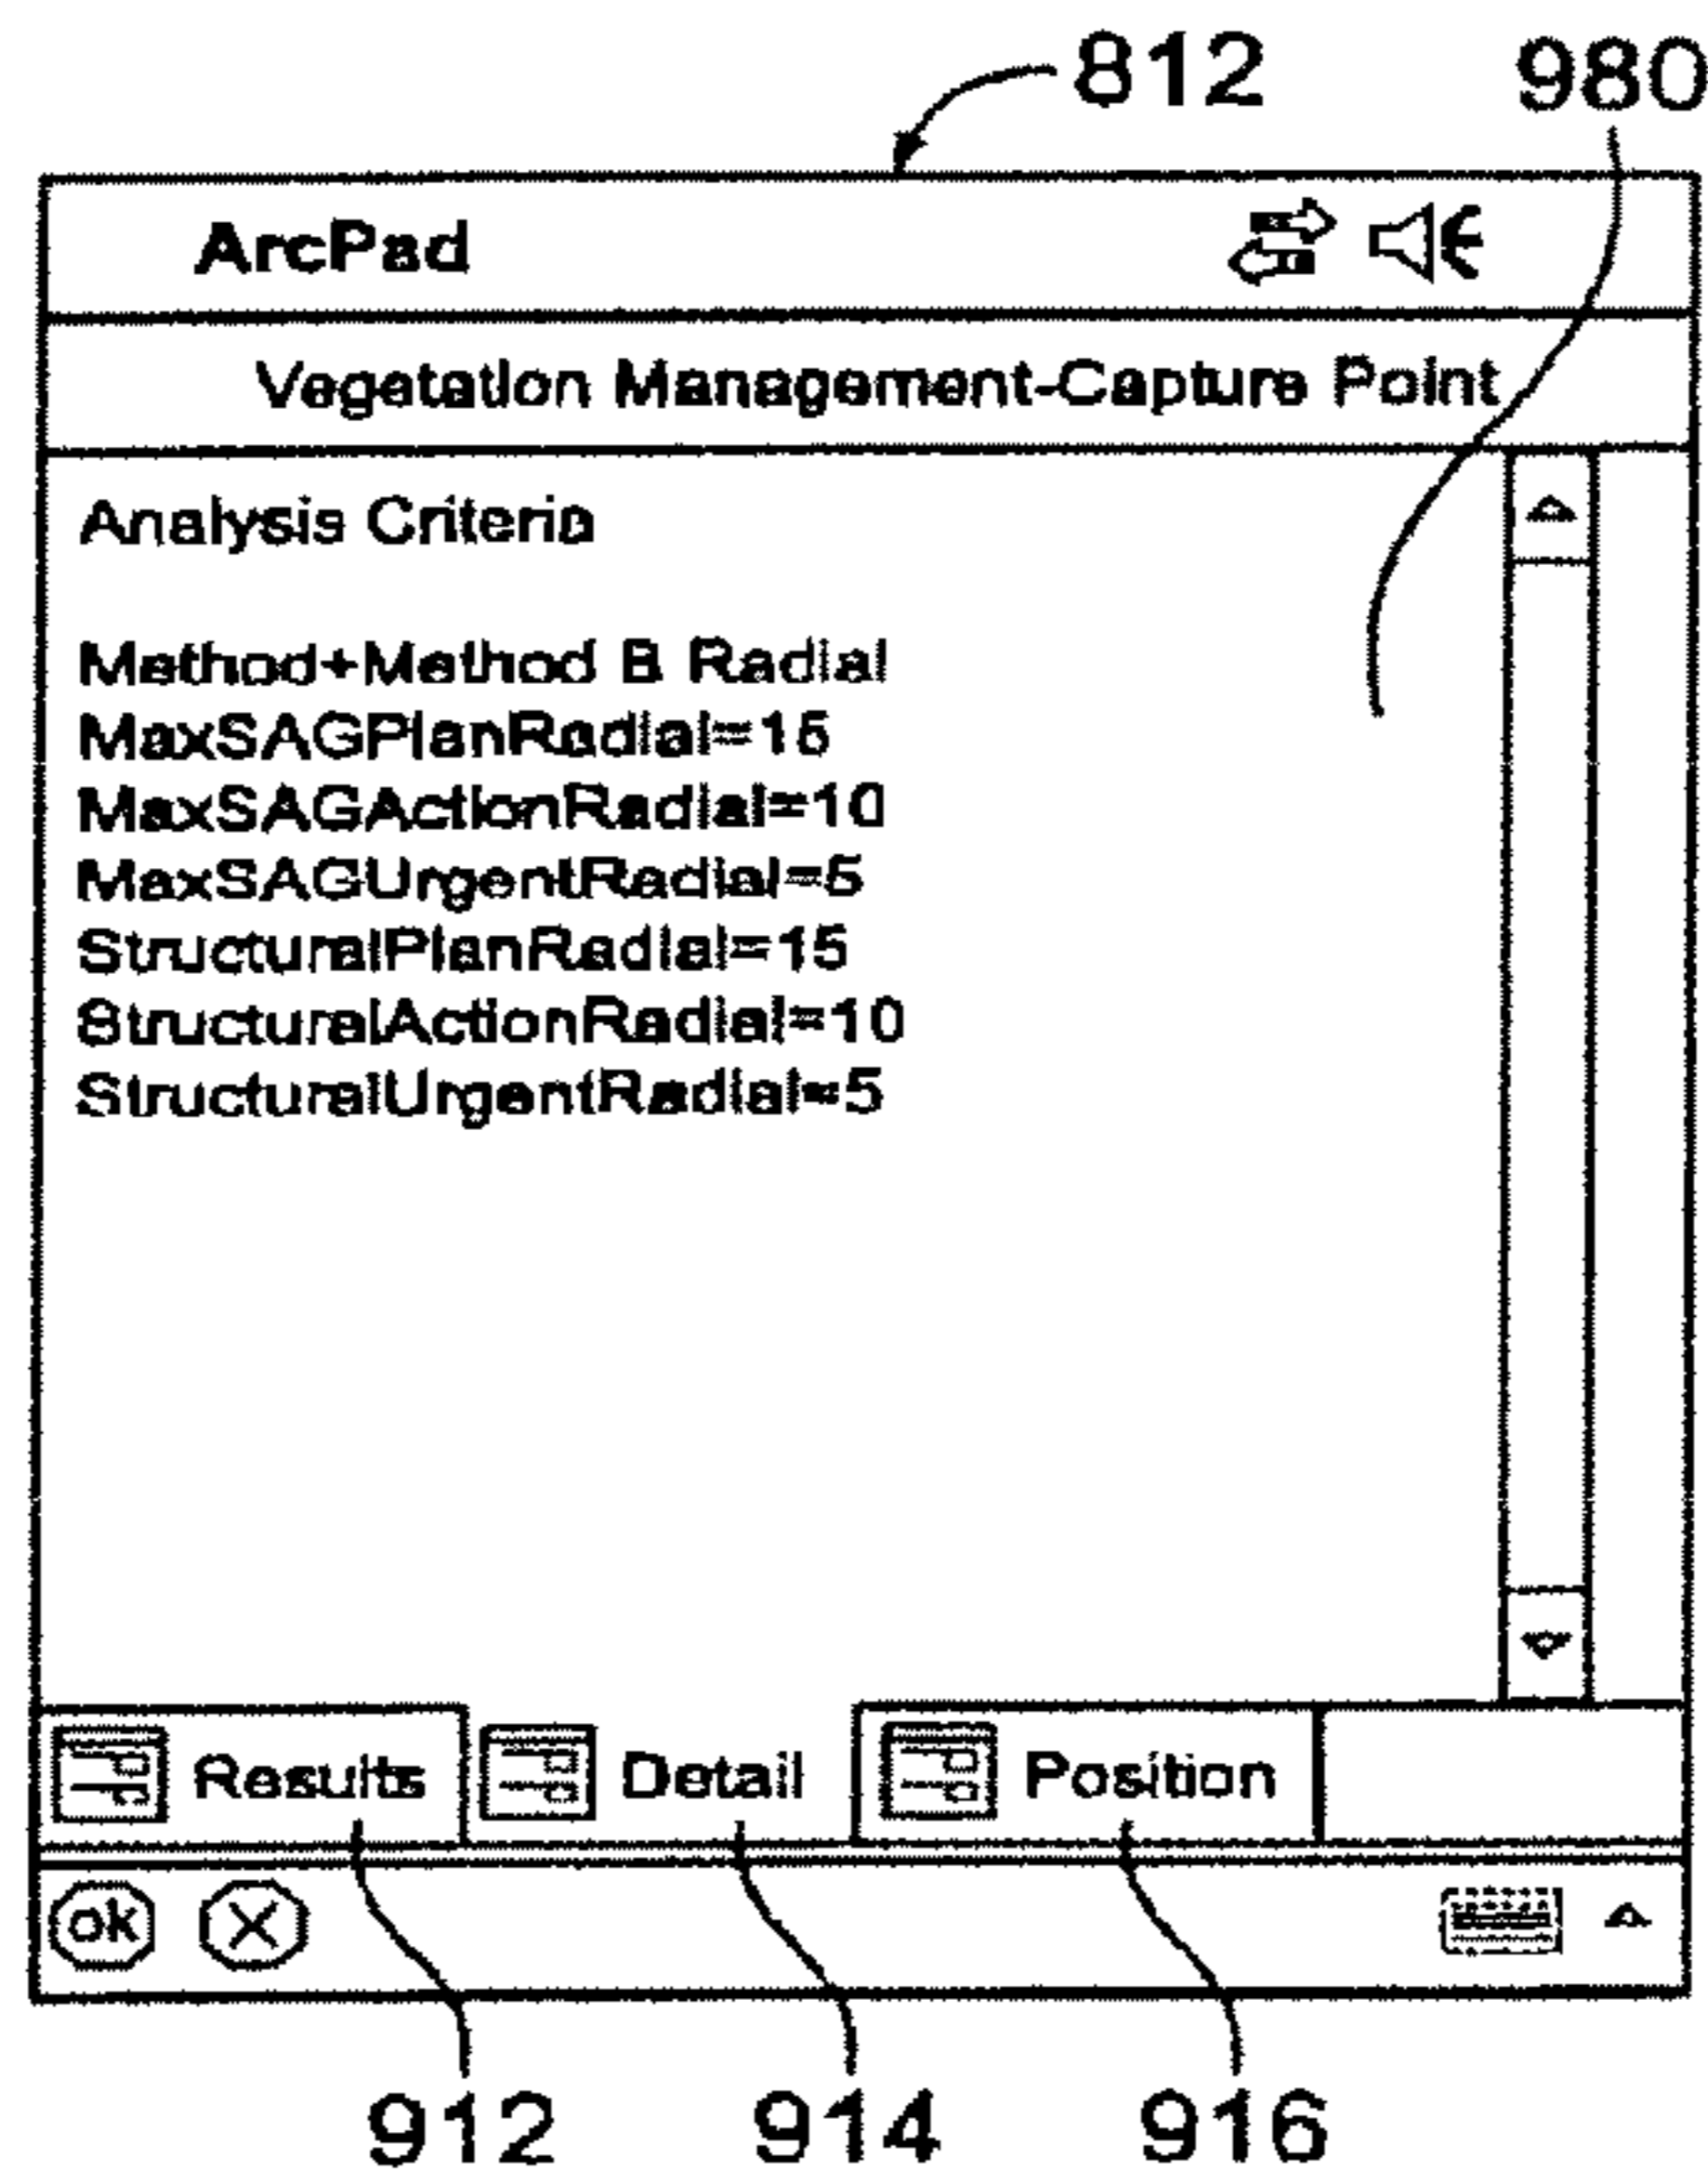 812 980
ArcPad
Vegetation Management-Capture Point
Analysis Criteria
Method+Method B Radial
MaxSAGPlanRadial=15
MaxSAGActionRadial=10
MaxSAGUrgentRadial=5
StructuralPlanRadial=15
StructuralActionRadial=10
StructuralUrgentRadial=5
Results Detail Position
ok
912 914 916